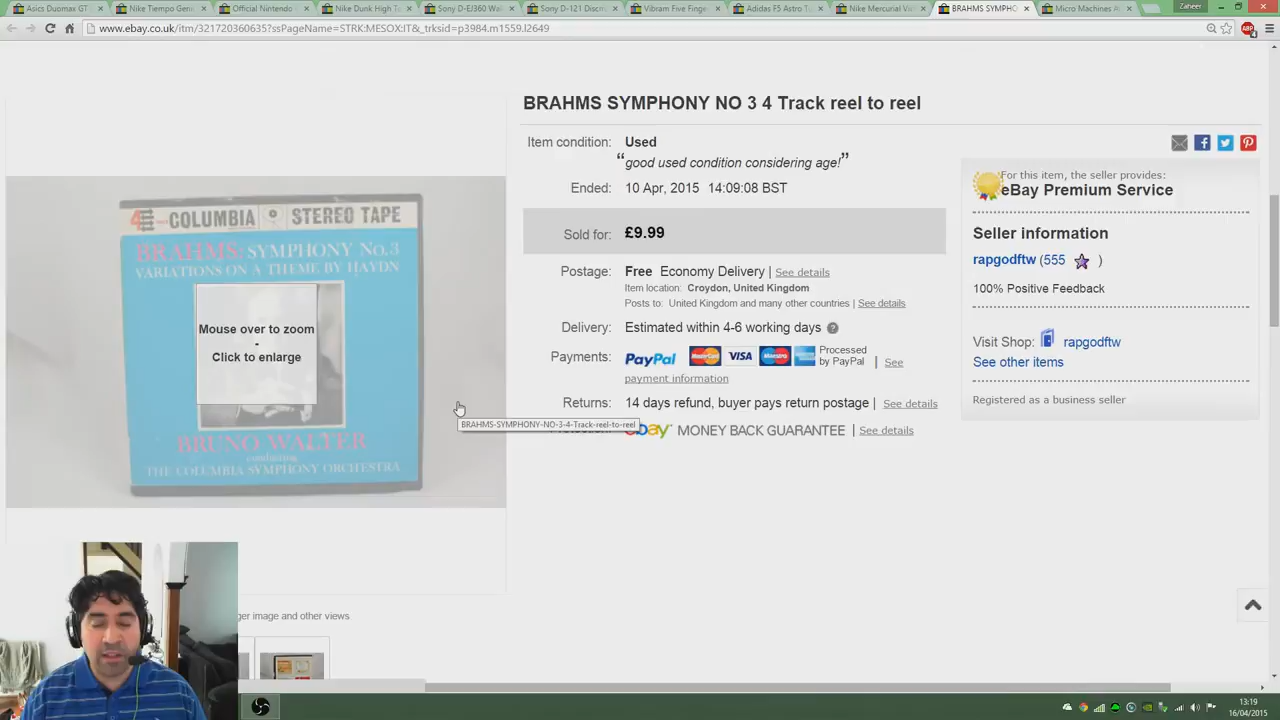 Asics Duomax GT
Nike Tiempo Gene
Official Nintendo
Nike Dunk High T
Sony D-EJ360 Wal
Sony D-121 Discm
Vibram Five Finge
Adidas F5 Astro T
Nike Mercurial Va
BRAHMS SYMPHO
Micro Machines A
Zaheer
www.ebay.co.uk/itm/321720360635?ssPageName=STRK:MESOX:IT&_trksid=p3984.m1559.l2649
BRAHMS SYMPHONY NO 3 4 Track reel to reel
Item condition: Used
“good used condition considering age!”
Ended: 10 Apr, 2015 14:09:08 BST
Sold for: £9.99
Postage: Free Economy Delivery | See details
Item location: Croydon, United Kingdom
Posts to: United Kingdom and many other countries | See details
Delivery: Estimated within 4-6 working days
Payments: PayPal MasterCard VISA Maestro Processed by PayPal | See
payment information
Returns: 14 days refund, buyer pays return postage | See details
ebay MONEY BACK GUARANTEE | See details
For this item, the seller provides:
eBay Premium Service
Seller information
rapgodftw (555 )
100% Positive Feedback
Visit Shop: rapgodftw
See other items
Registered as a business seller
4 COLUMBIA STEREO TAPE
BRAHMS: SYMPHONY No.3
VARIATIONS ON A THEME BY HAYDN
Mouse over to zoom
-
Click to enlarge
BRUNO WALTER
conducting
THE COLUMBIA SYMPHONY ORCHESTRA
BRAHMS-SYMPHONY-NO-3-4-Track-reel-to-reel
ger image and other views
13:19
16/04/2015